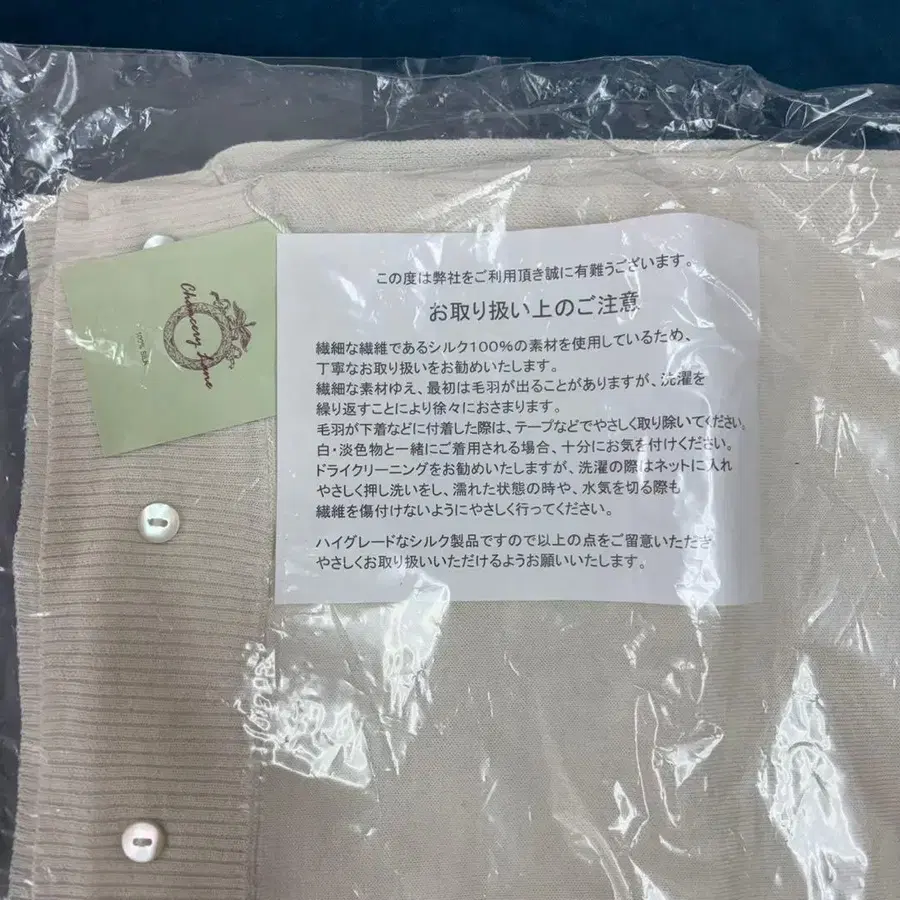 Chancery Lane
100% SILK
この度は弊社をご利用頂き誠に有難うございます。
お取り扱い上のご注意
繊細な繊維であるシルク100%の素材を使用しているため、
丁寧なお取り扱いをお勧めいたします。
繊細な素材ゆえ、最初は毛羽が出ることがありますが、洗濯を
繰り返すことにより徐々におさまります。
毛羽が下着などに付着した際は、テープなどでやさしく取り除いてください。
白・淡色物と一緒にご着用される場合、十分にお気を付けください。
ドライクリーニングをお勧めいたしますが、洗濯の際はネットに入れ
やさしく押し洗いをし、濡れた状態の時や、水気を切る際も
繊維を傷付けないようにやさしく行ってください。
ハイグレードなシルク製品ですので以上の点をご留意いただき
やさしくお取り扱いいただけるようお願いいたします。